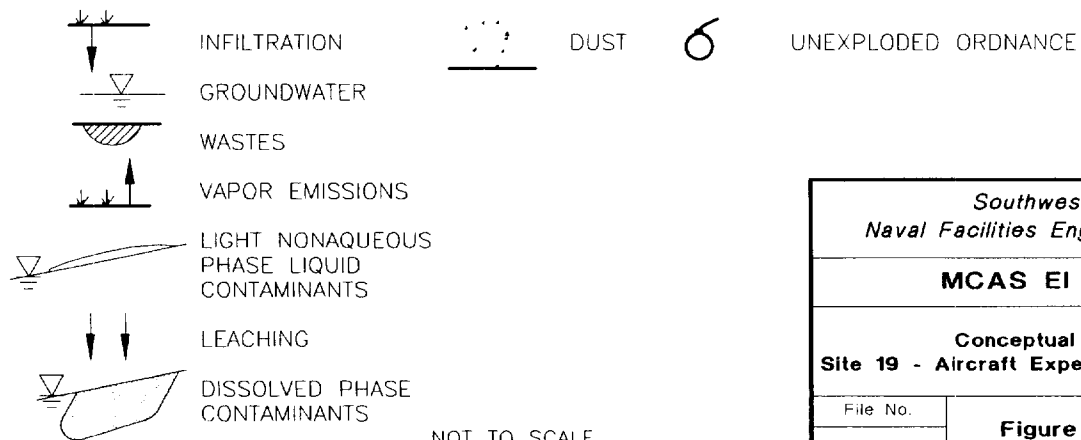 INFILTRATION
DUST
UNEXPLODED ORDNANCE
GROUNDWATER
WASTES
VAPOR EMISSIONS
LIGHT NONAQUEOUS
PHASE LIQUID
CONTAMINANTS
LEACHING
DISSOLVED PHASE
CONTAMINANTS
NOT TO SCALE
Southwes
Naval Facilities Eng
MCAS El
Conceptual
Site 19 - Aircraft Expe
File No.
Figure